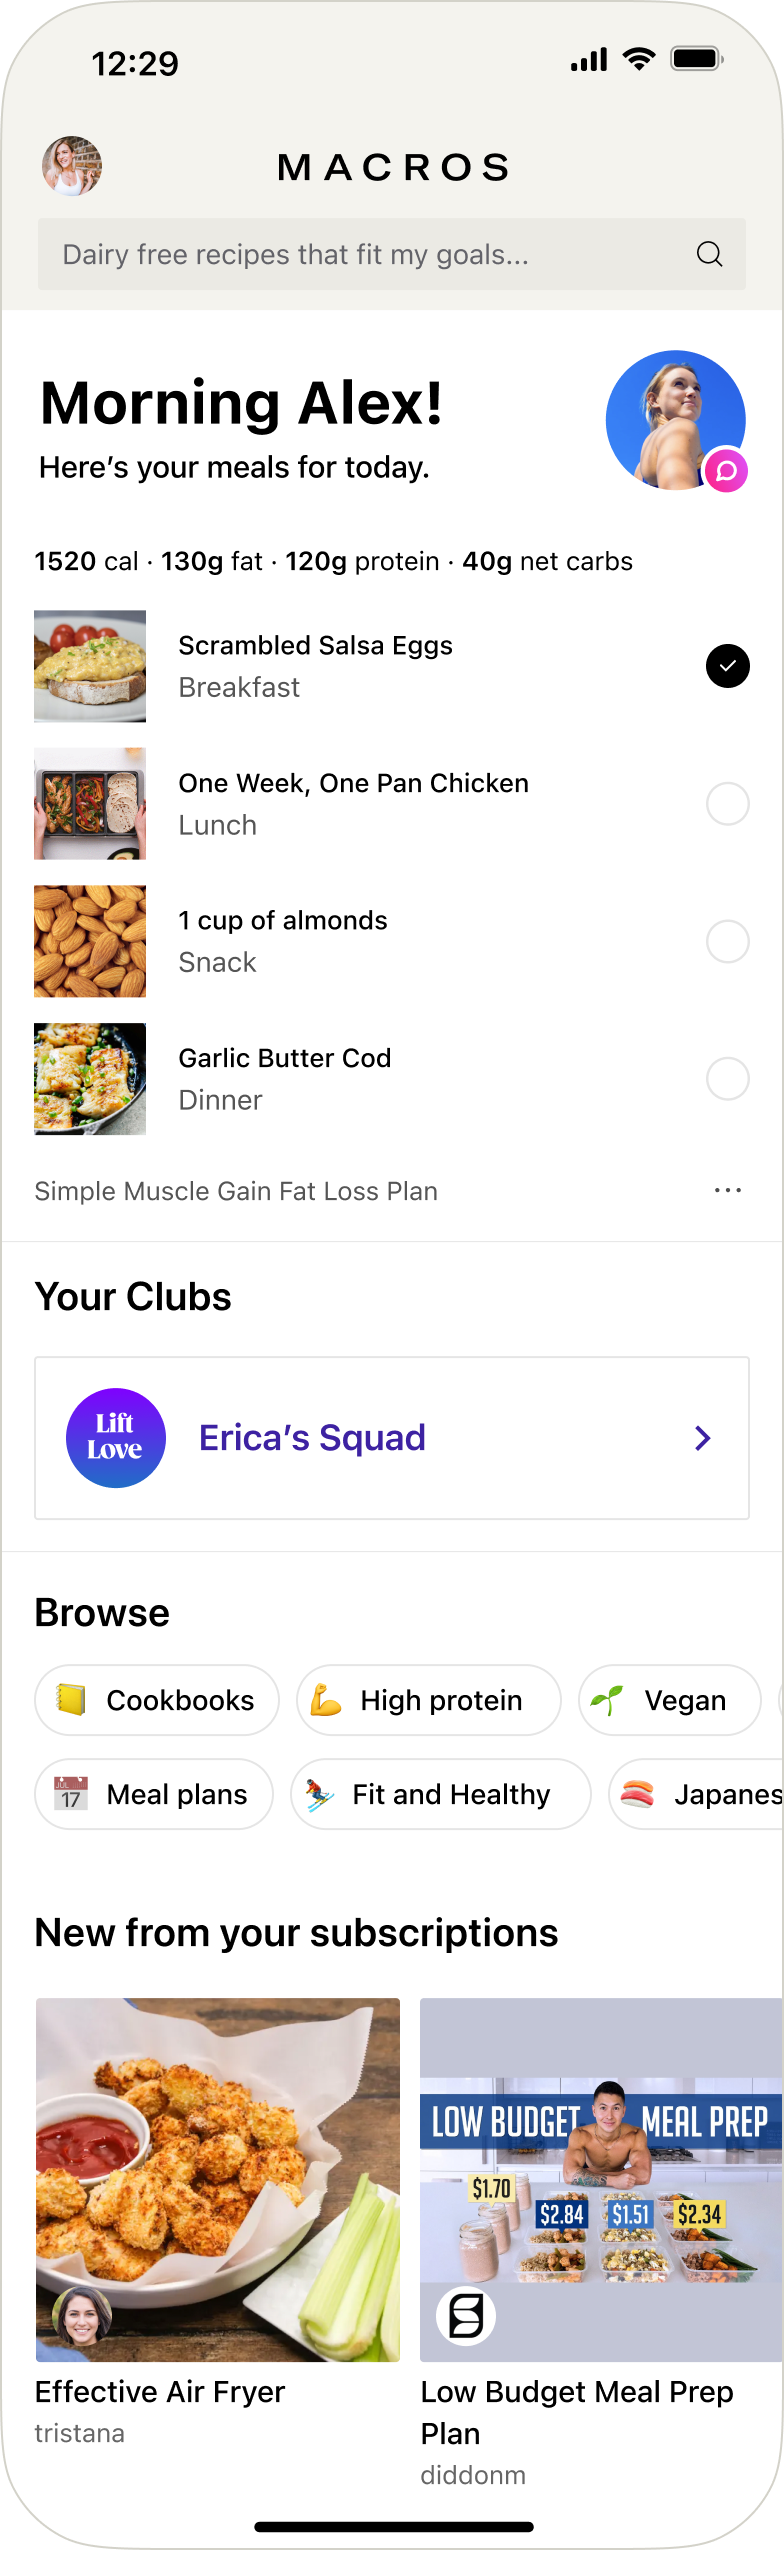 12:29
MACROS
Dairy free recipes that fit my goals...
Morning Alex!
Here’s your meals for today.
1520 cal · 130g fat · 120g protein · 40g net carbs
Scrambled Salsa Eggs
Breakfast
One Week, One Pan Chicken
Lunch
1 cup of almonds
Snack
Garlic Butter Cod
Dinner
Simple Muscle Gain Fat Loss Plan
Your Clubs
Lift
Love
Erica’s Squad
Browse
Cookbooks
High protein
Vegan
JUL
17
Meal plans
Fit and Healthy
Japanes
New from your subscriptions
LOW BUDGET MEAL PREP
$1.70
$2.84
$1.51
$2.34
Effective Air Fryer
tristana
Low Budget Meal Prep
Plan
diddonm